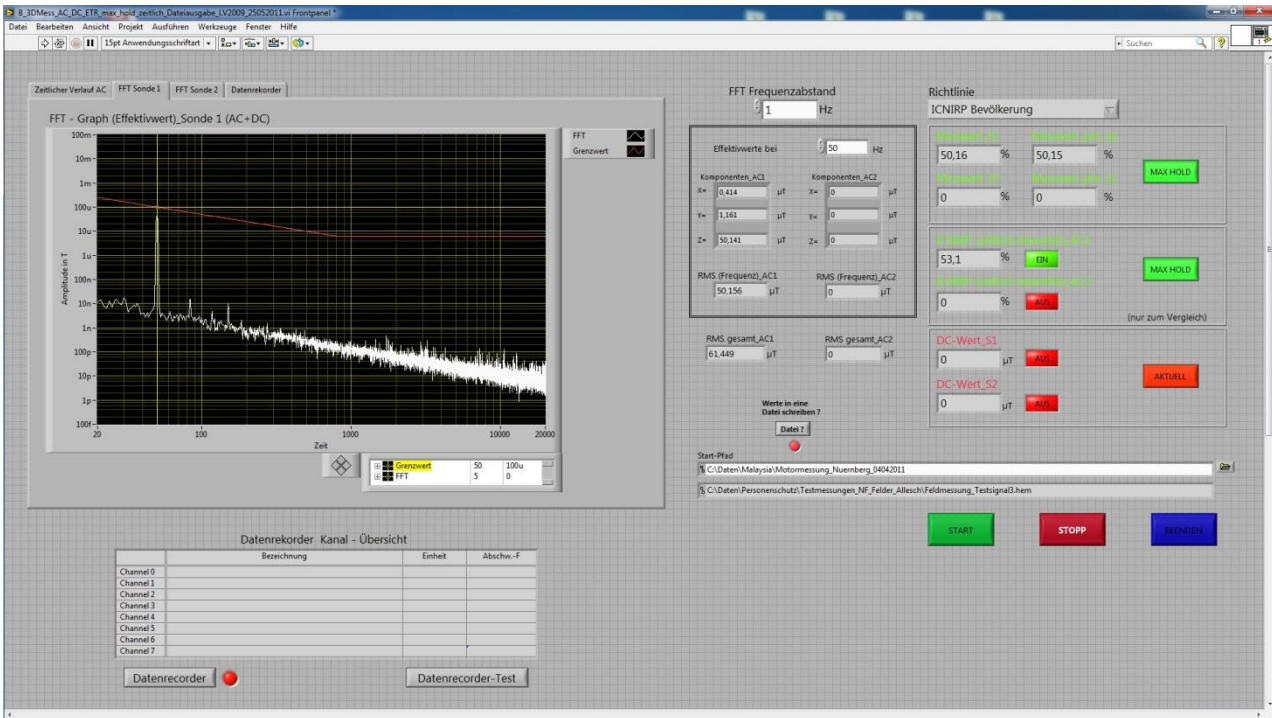 B_3DMess_AC_DC_ETR_max_hold_zeitlich_Dateiausgabe_LV2009_25052011.vi Frontpanel *
Datei Bearbeiten Ansicht Projekt Ausführen Werkzeuge Fenster Hilfe
15pt Anwendungsschriftart
Suchen
Zeitlicher Verlauf AC FFT Sonde 1 FFT Sonde 2 Datenrekorder
FFT - Graph (Effektivwert)_Sonde 1 (AC+DC)
FFT
Grenzwert
Amplitude in T
100m
10m
1m
100u
10u
1u
100n
10n
1n
100p
10p
1p
100f
20 100 1000 10000 20000
Zeit
Grenzwert 50 100u
FFT 5 0
FFT Frequenzabstand
1 Hz
Effektivwerte bei 50 Hz
Komponenten_AC1 Komponenten_AC2
X= 0,414 µT X= 0 µT
Y= 1,161 µT Y= 0 µT
Z= 50,141 µT Z= 0 µT
RMS (Frequenz)_AC1 RMS (Frequenz)_AC2
50,156 µT 0 µT
RMS gesamt_AC1 RMS gesamt_AC2
61,449 µT 0 µT
Werte in eine
Datei schreiben ?
Datei ?
Richtlinie
ICNIRP Bevölkerung
50,16 % 50,15 %
MAX HOLD
0 % 0 %
53,1 % EIN
MAX HOLD
0 % AUS
(nur zum Vergleich)
DC-Wert_S1
0 µT AUS
AKTUELL
DC-Wert_S2
0 µT AUS
Start-Pfad
C:\Daten\Malaysia\Motormessung_Nuernberg_04042011
C:\Daten\Personenschutz\Testmessungen_NF_Felder_Allesch\Feldmessung_Testsignal3.hem
START STOPP BEENDEN
Datenrekorder Kanal - Übersicht
Bezeichnung Einheit Abschw.-F
Channel 0
Channel 1
Channel 2
Channel 3
Channel 4
Channel 5
Channel 6
Channel 7
Datenrecorder Datenrecorder-Test